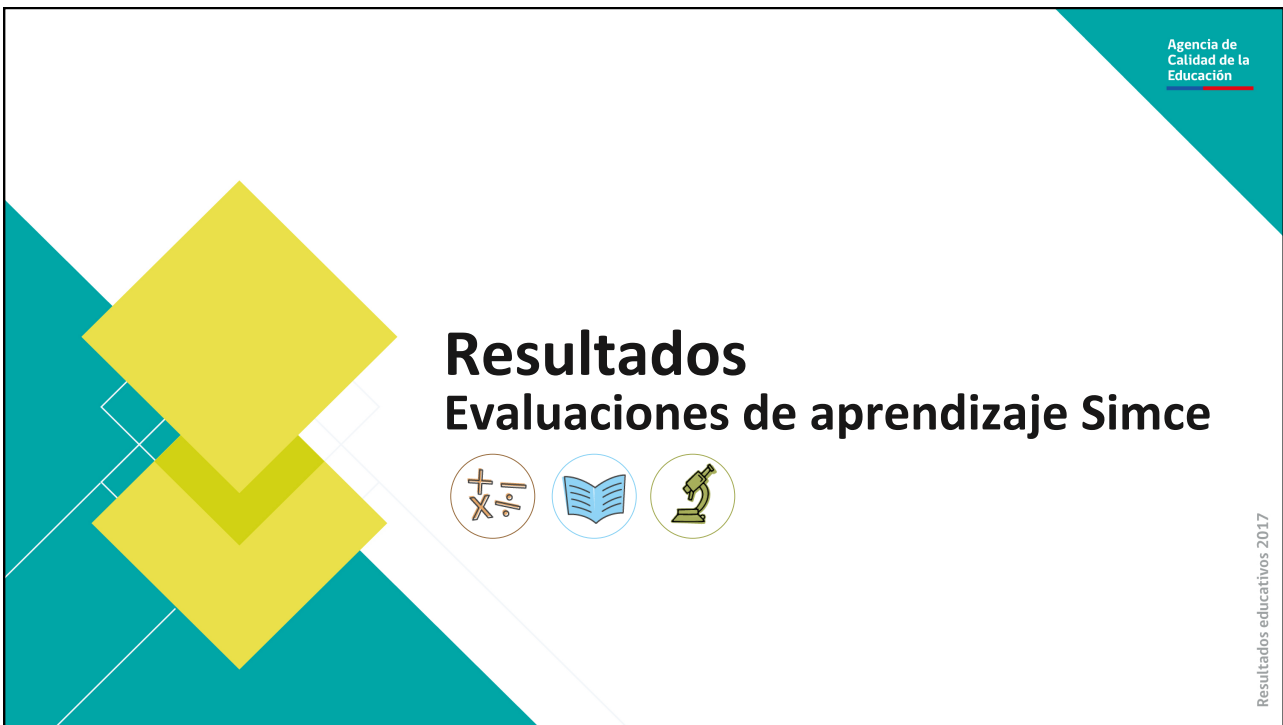 Agencia de
Calidad de la
Educación
Resultados
Evaluaciones de aprendizaje Simce
Resultados educativos 2017